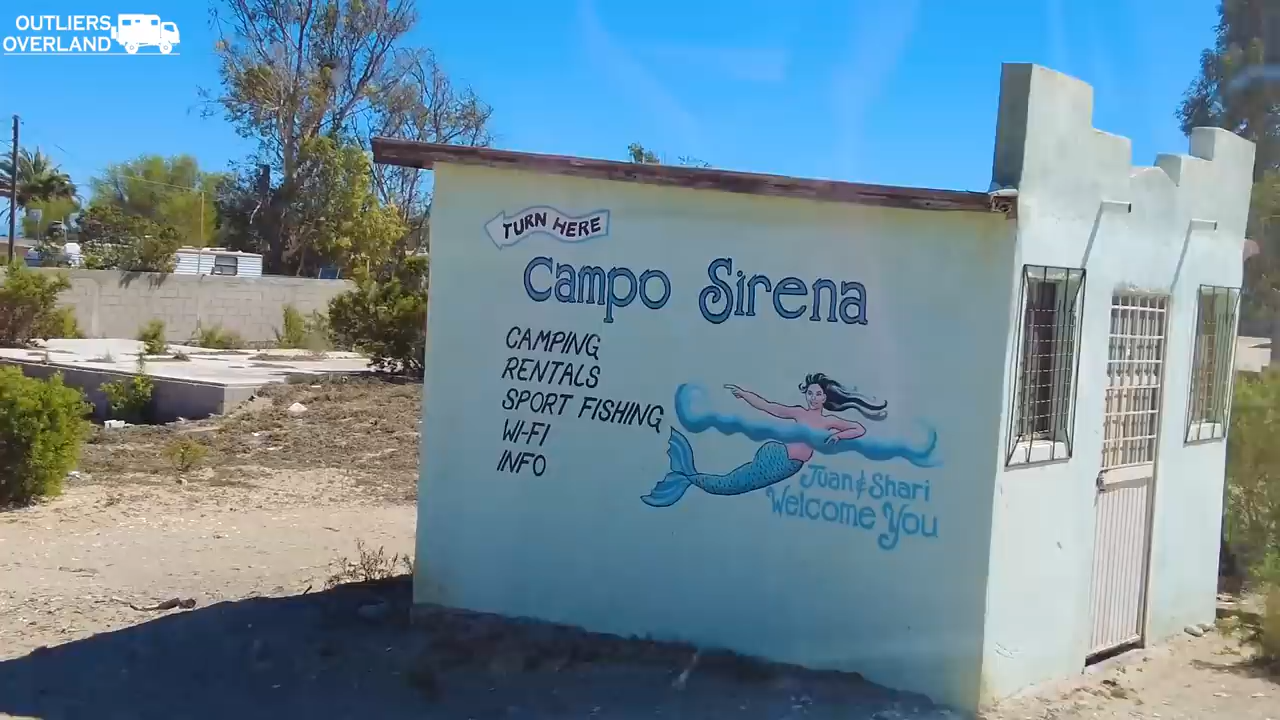 OUTLIERS
OVERLAND
TURN HERE
Campo Sirena
CAMPING
RENTALS
SPORT FISHING
WI-FI
INFO
Juan & Shari
Welcome You